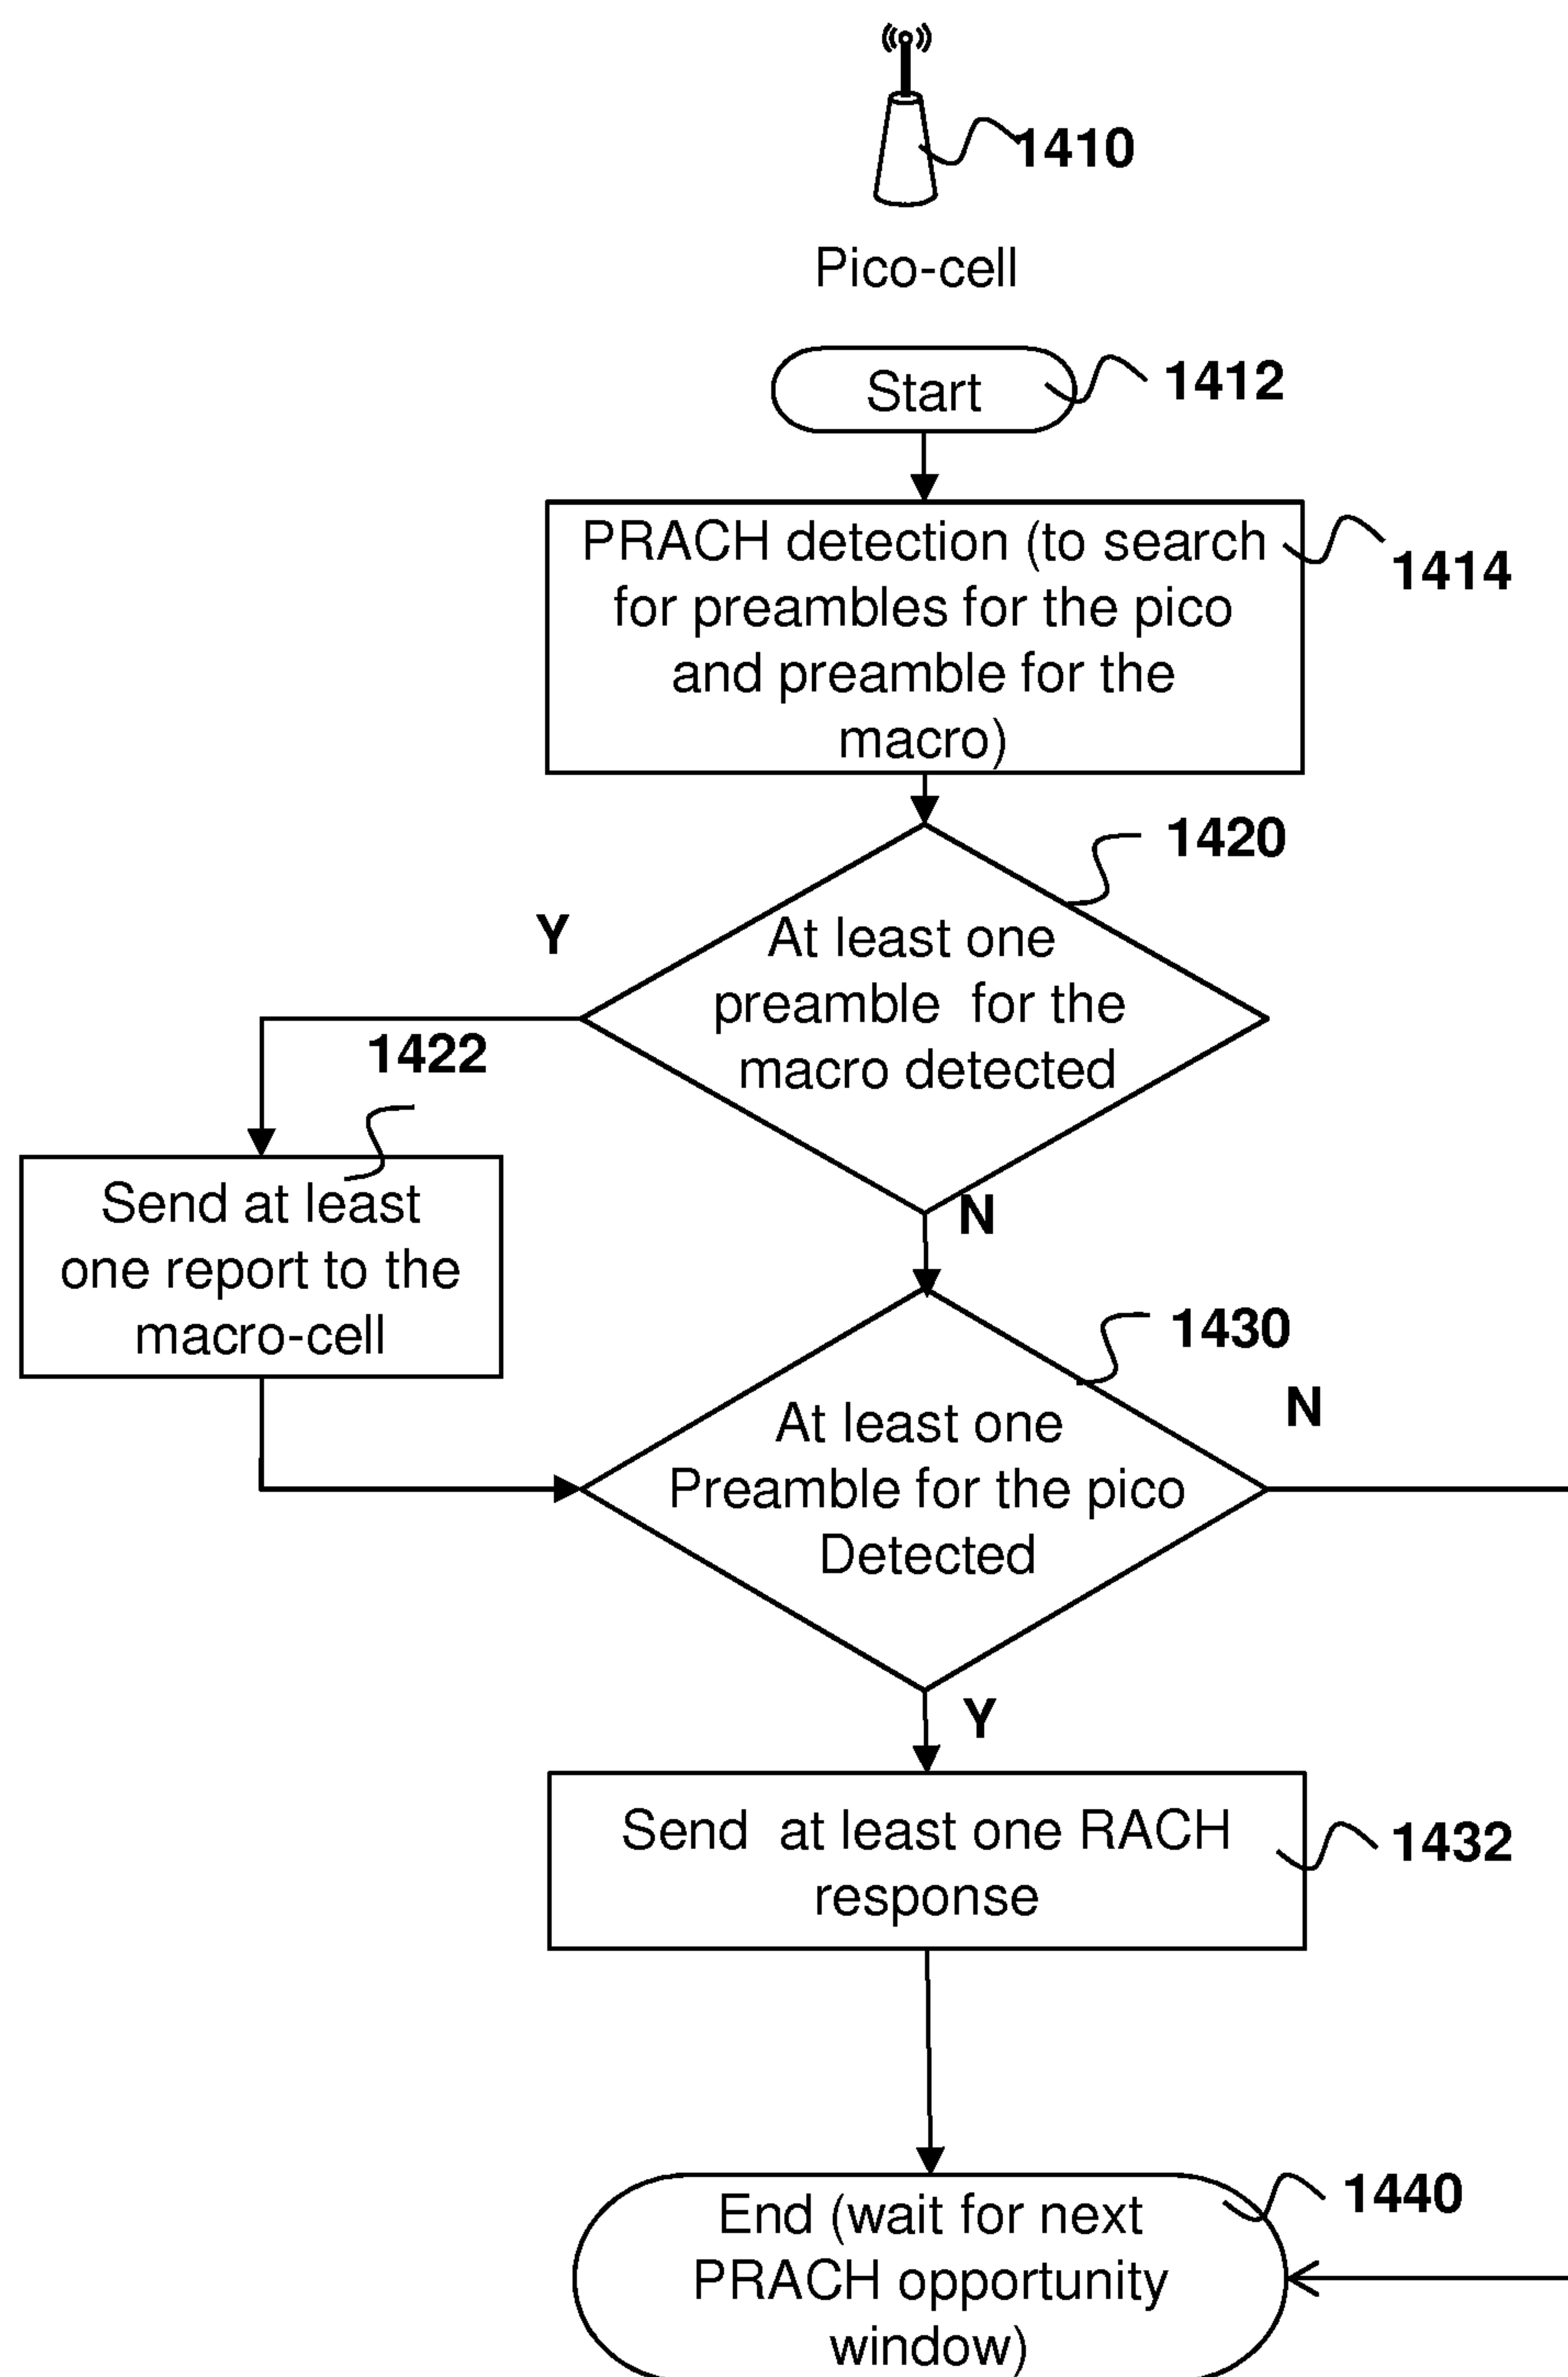 1410
Pico-cell
Start
1412
PRACH detection (to search
for preambles for the pico
and preamble for the
macro)
1414
1420
Y
At least one
preamble for the
macro detected
1422
Send at least
one report to the
macro-cell
N
1430
N
At least one
Preamble for the pico
Detected
Y
Send at least one RACH
response
1432
1440
End (wait for next
PRACH opportunity
window)